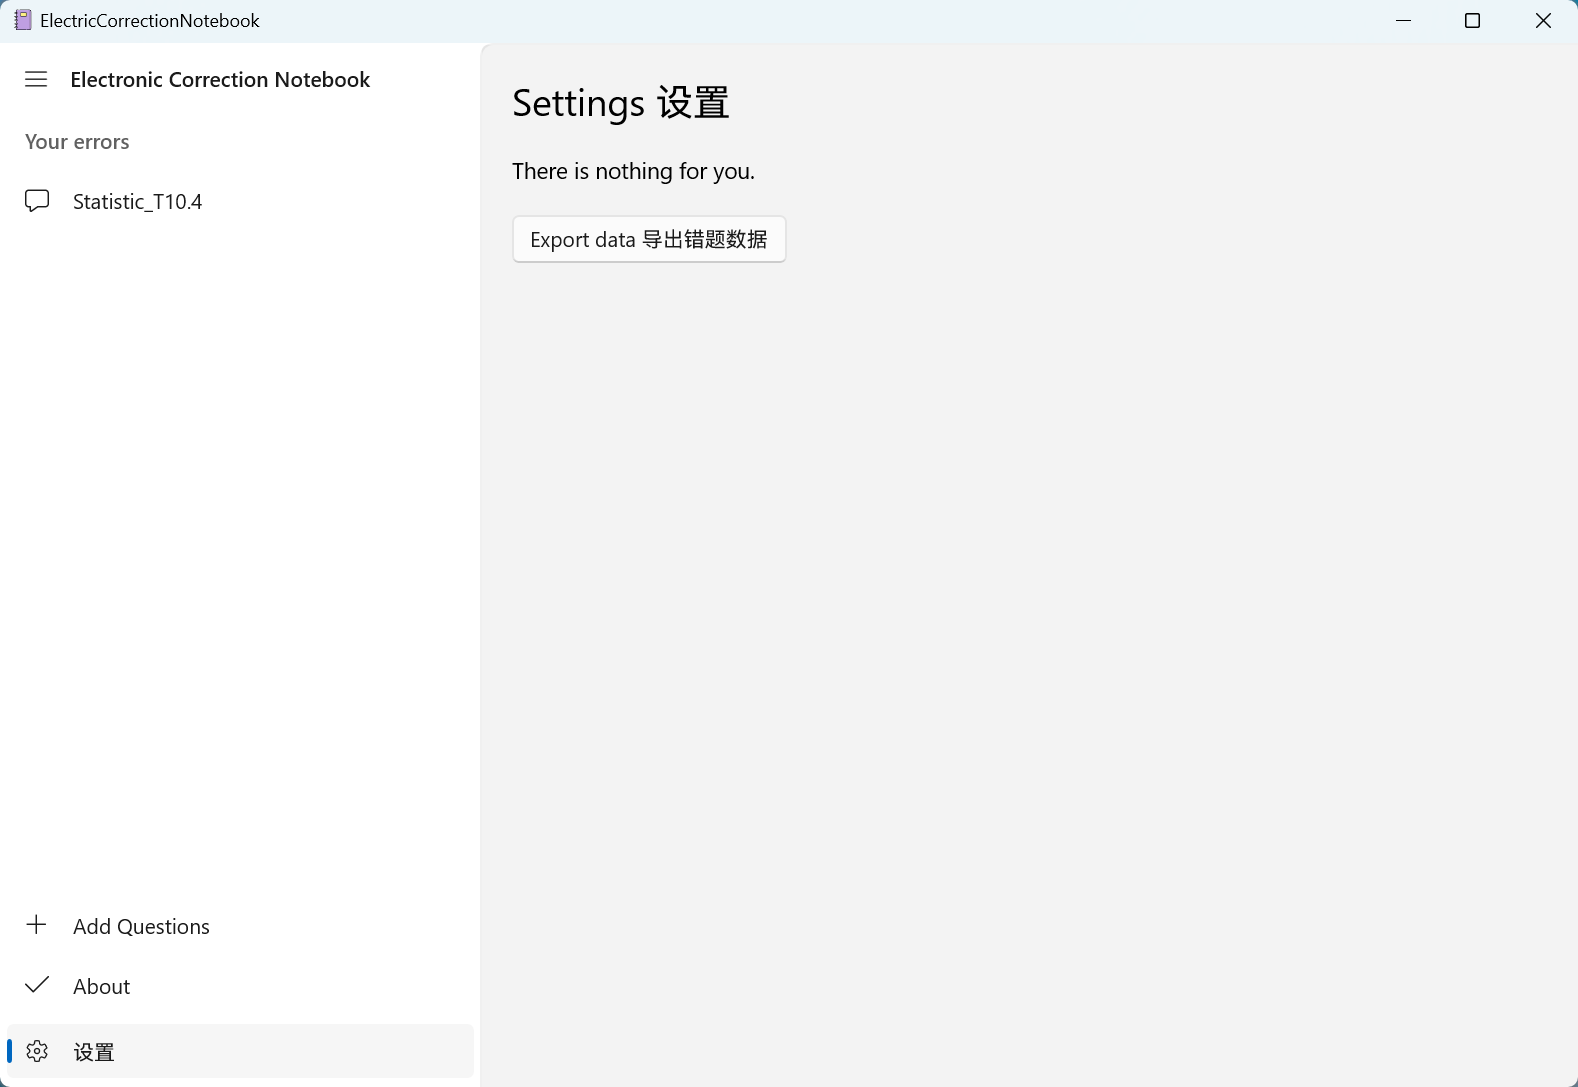 ElectricCorrectionNotebook
Electronic Correction Notebook
Your errors
Statistic_T10.4
Add Questions
About
设置
Settings 设置
There is nothing for you.
Export data 导出错题数据